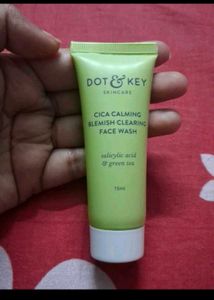 DOT & KEY
SKINCARE
CICA CALMING
BLEMISH CLEARING
FACE WASH
salicylic acid
& green tea
15ml